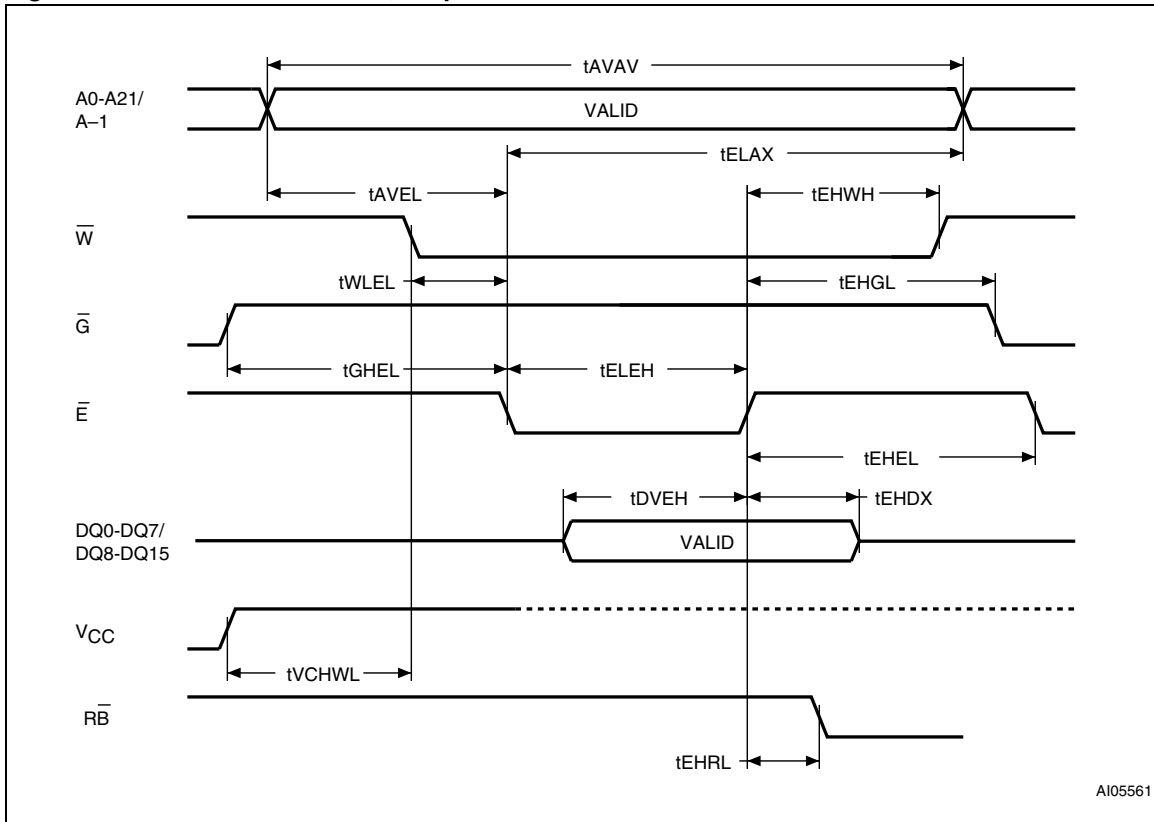 tAVAV
A0-A21/
A–1
VALID
tELAX
tAVEL
tEHWH
W̅
tWLEL
tEHGL
G̅
tGHEL
tELEH
E̅
tEHEL
tDVEH
tEHDX
DQ0-DQ7/
DQ8-DQ15
VALID
VCC
tVCHWL
RB̅
tEHRL
AI05561